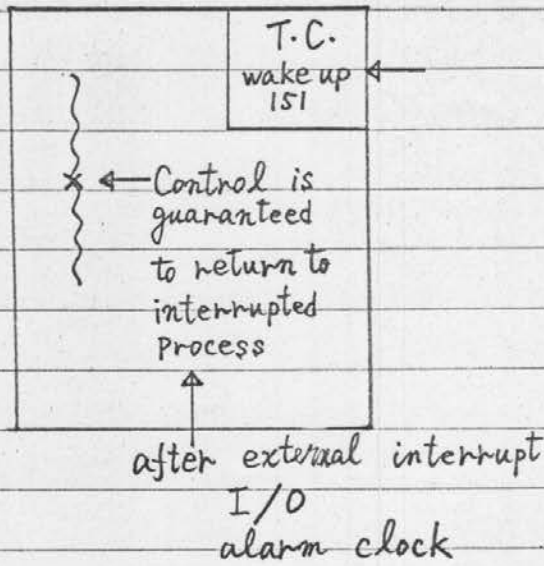 T.C.
wake up
151
Control is
guaranteed
to return to
interrupted
Process
after external interrupt
I/O
alarm clock